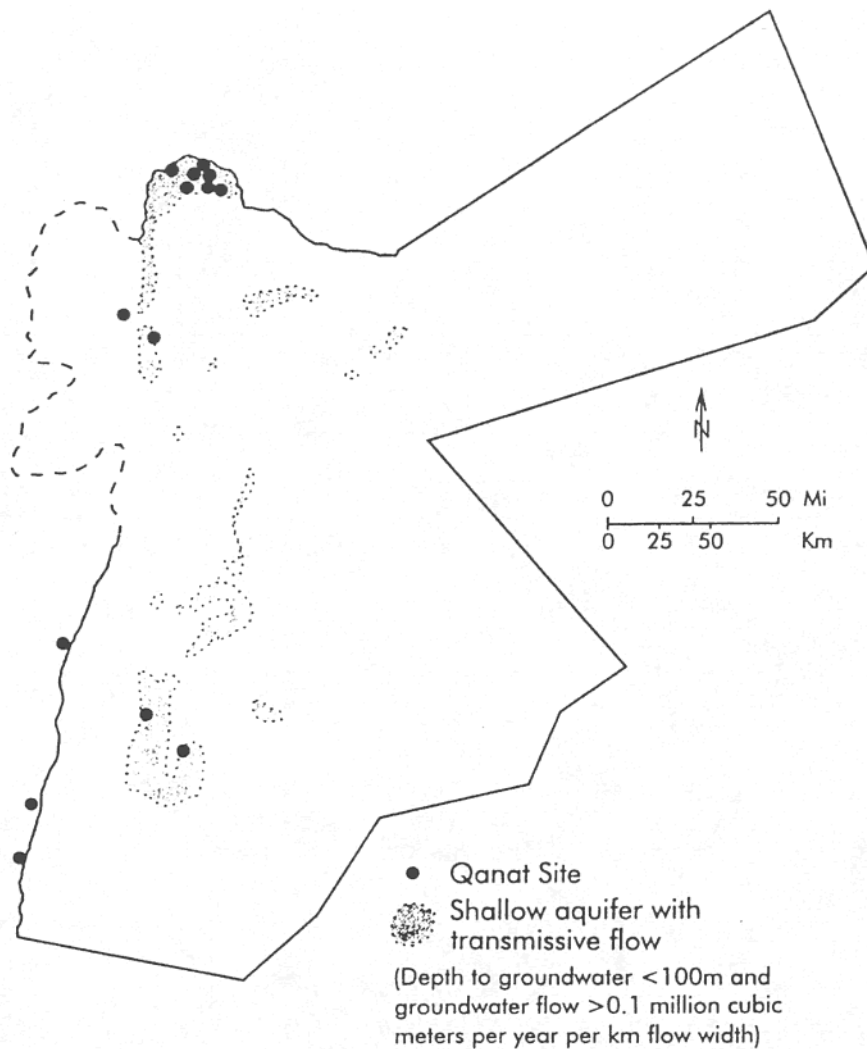 N
0 25 50 Mi
0 25 50 Km
Qanat Site
Shallow aquifer with
transmissive flow
(Depth to groundwater <100m and
groundwater flow >0.1 million cubic
meters per year per km flow width)